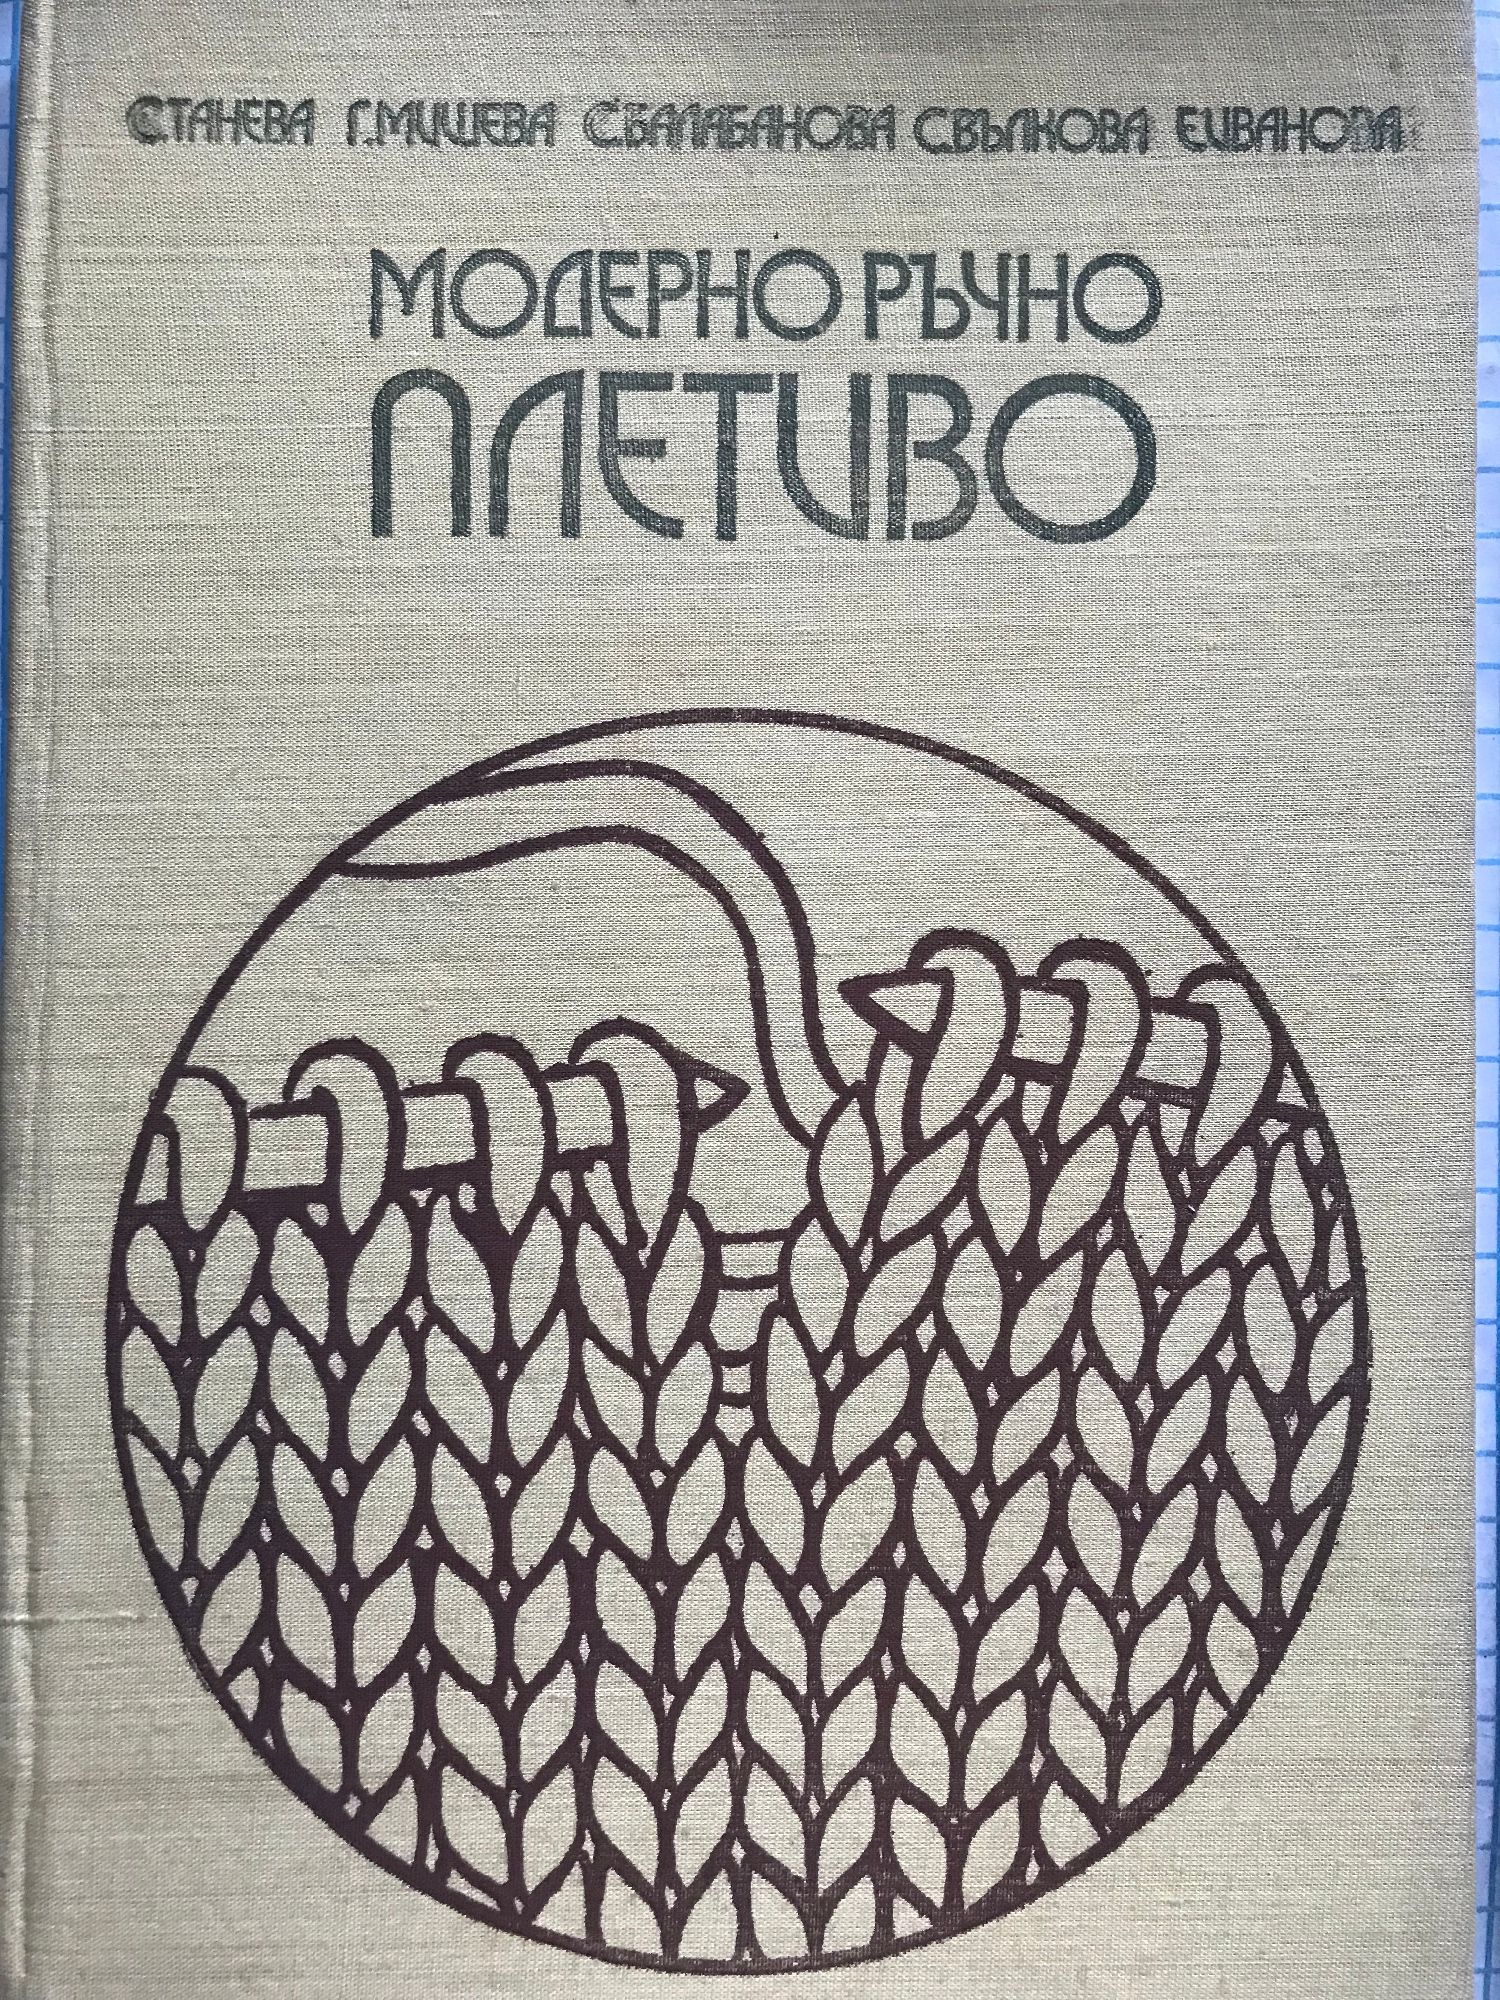 С.ТАНЕВА Г.МИШЕВА С.БАЛАБАНОВА С.ВЪЛКОВА Е.ИВАНОВА
МОДЕРНО РЪЧНО
ПЛЕТИВО